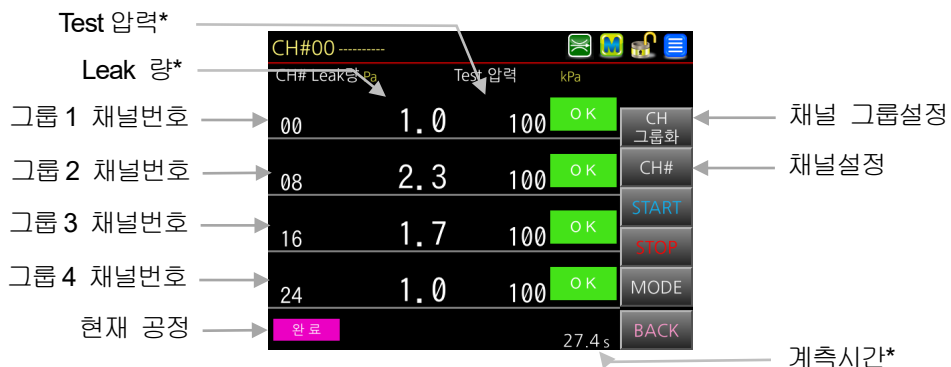 Test 압력*
Leak 량*
그룹 1 채널번호
그룹 2 채널번호
그룹 3 채널번호
그룹 4 채널번호
현재 공정
CH#00 ----------
M
CH# Leak량 Pa Test 압력 kPa
00 1.0 100 OK
08 2.3 100 OK
16 1.7 100 OK
24 1.0 100 OK
완료
27.4 s
CH
그룹화
CH#
START
STOP
MODE
BACK
채널 그룹설정
채널설정
계측시간*